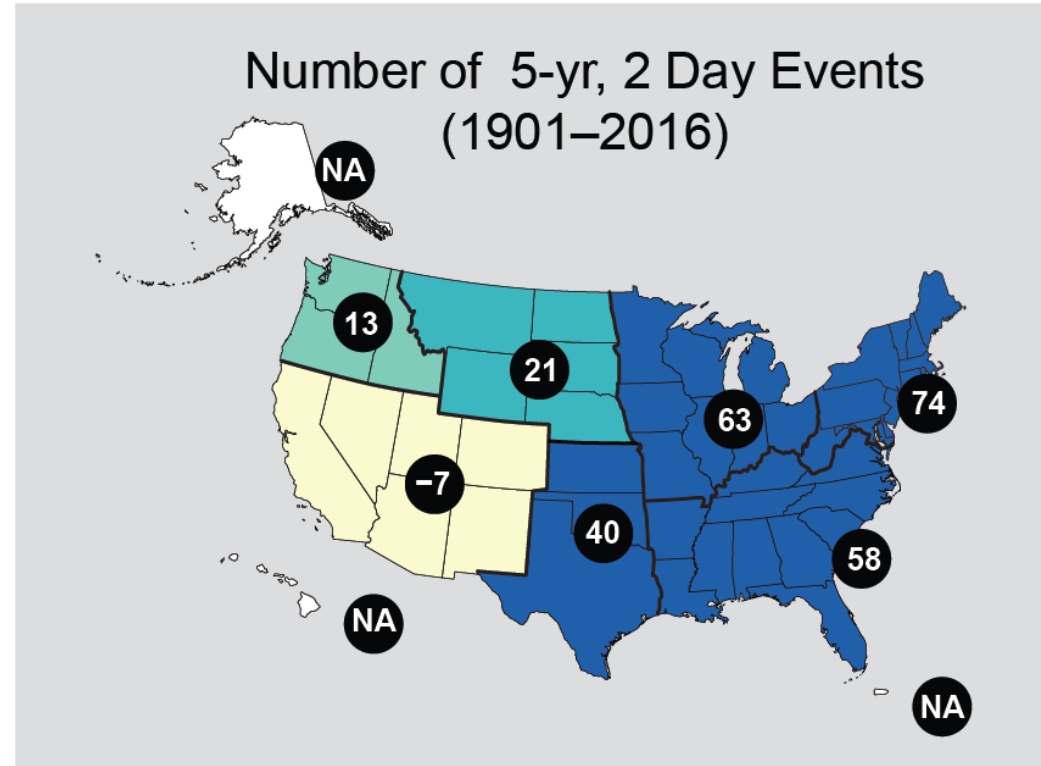 Number of 5-yr, 2 Day Events
(1901–2016)
NA
13
21
63
74
−7
40
58
NA
NA